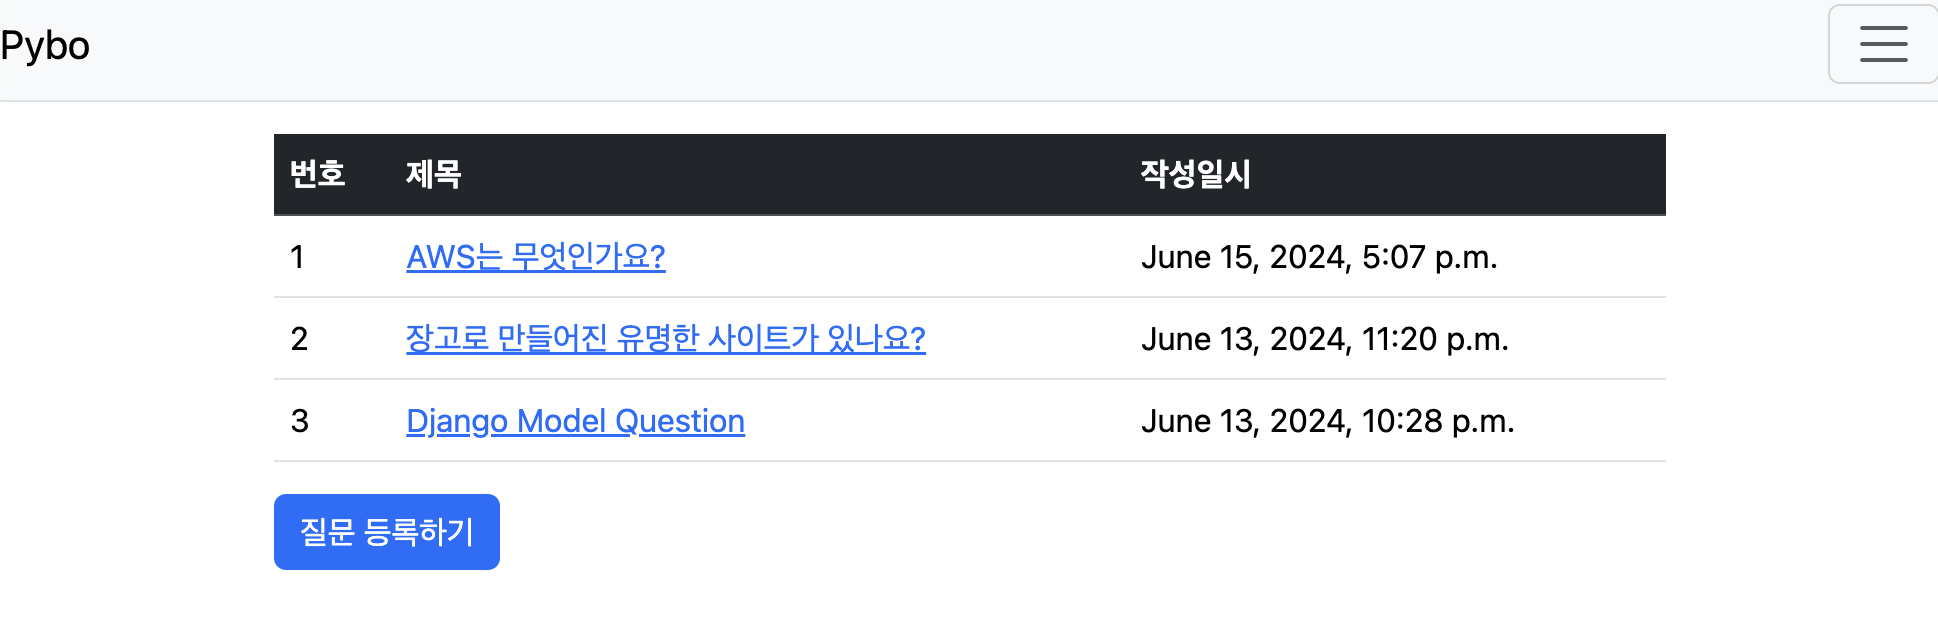 Pybo
번호 제목 작성일시
1 AWS는 무엇인가요? June 15, 2024, 5:07 p.m.
2 장고로 만들어진 유명한 사이트가 있나요? June 13, 2024, 11:20 p.m.
3 Django Model Question June 13, 2024, 10:28 p.m.
질문 등록하기